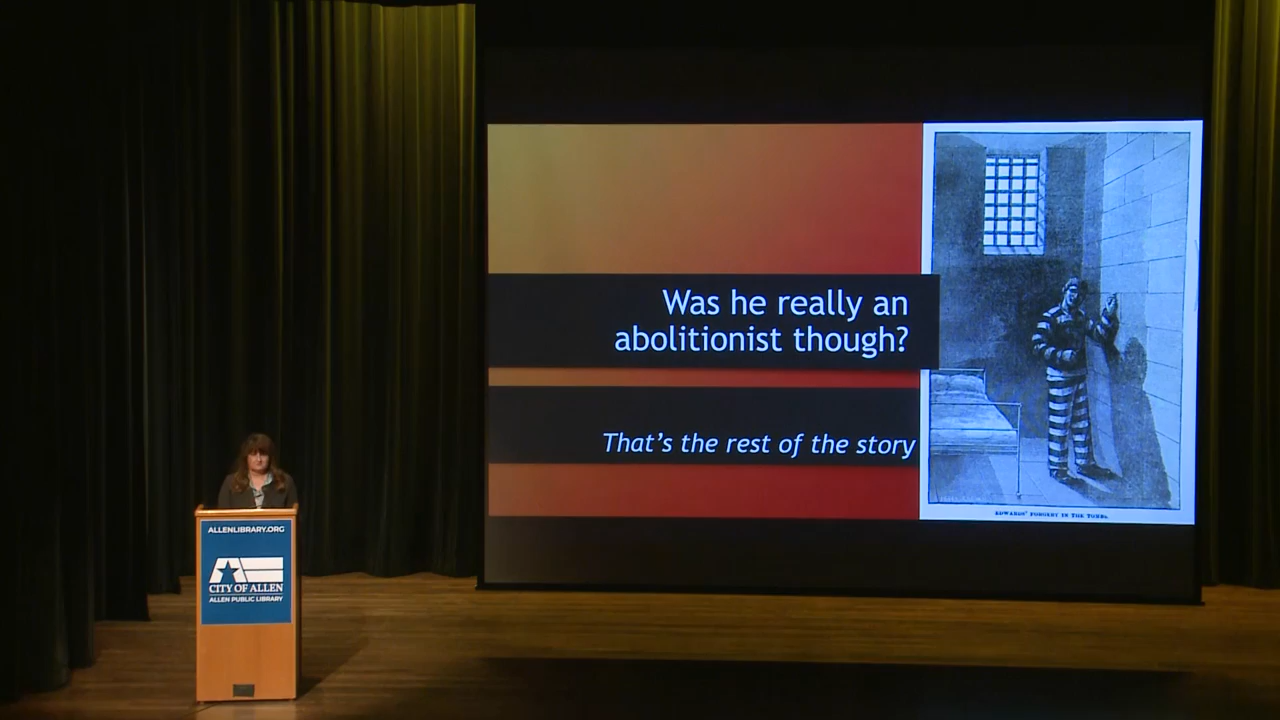 Was he really an
abolitionist though?
That's the rest of the story
EDWARDS' FORGERY IN THE TOMBS.
ALLENLIBRARY.ORG
CITY OF ALLEN
ALLEN PUBLIC LIBRARY